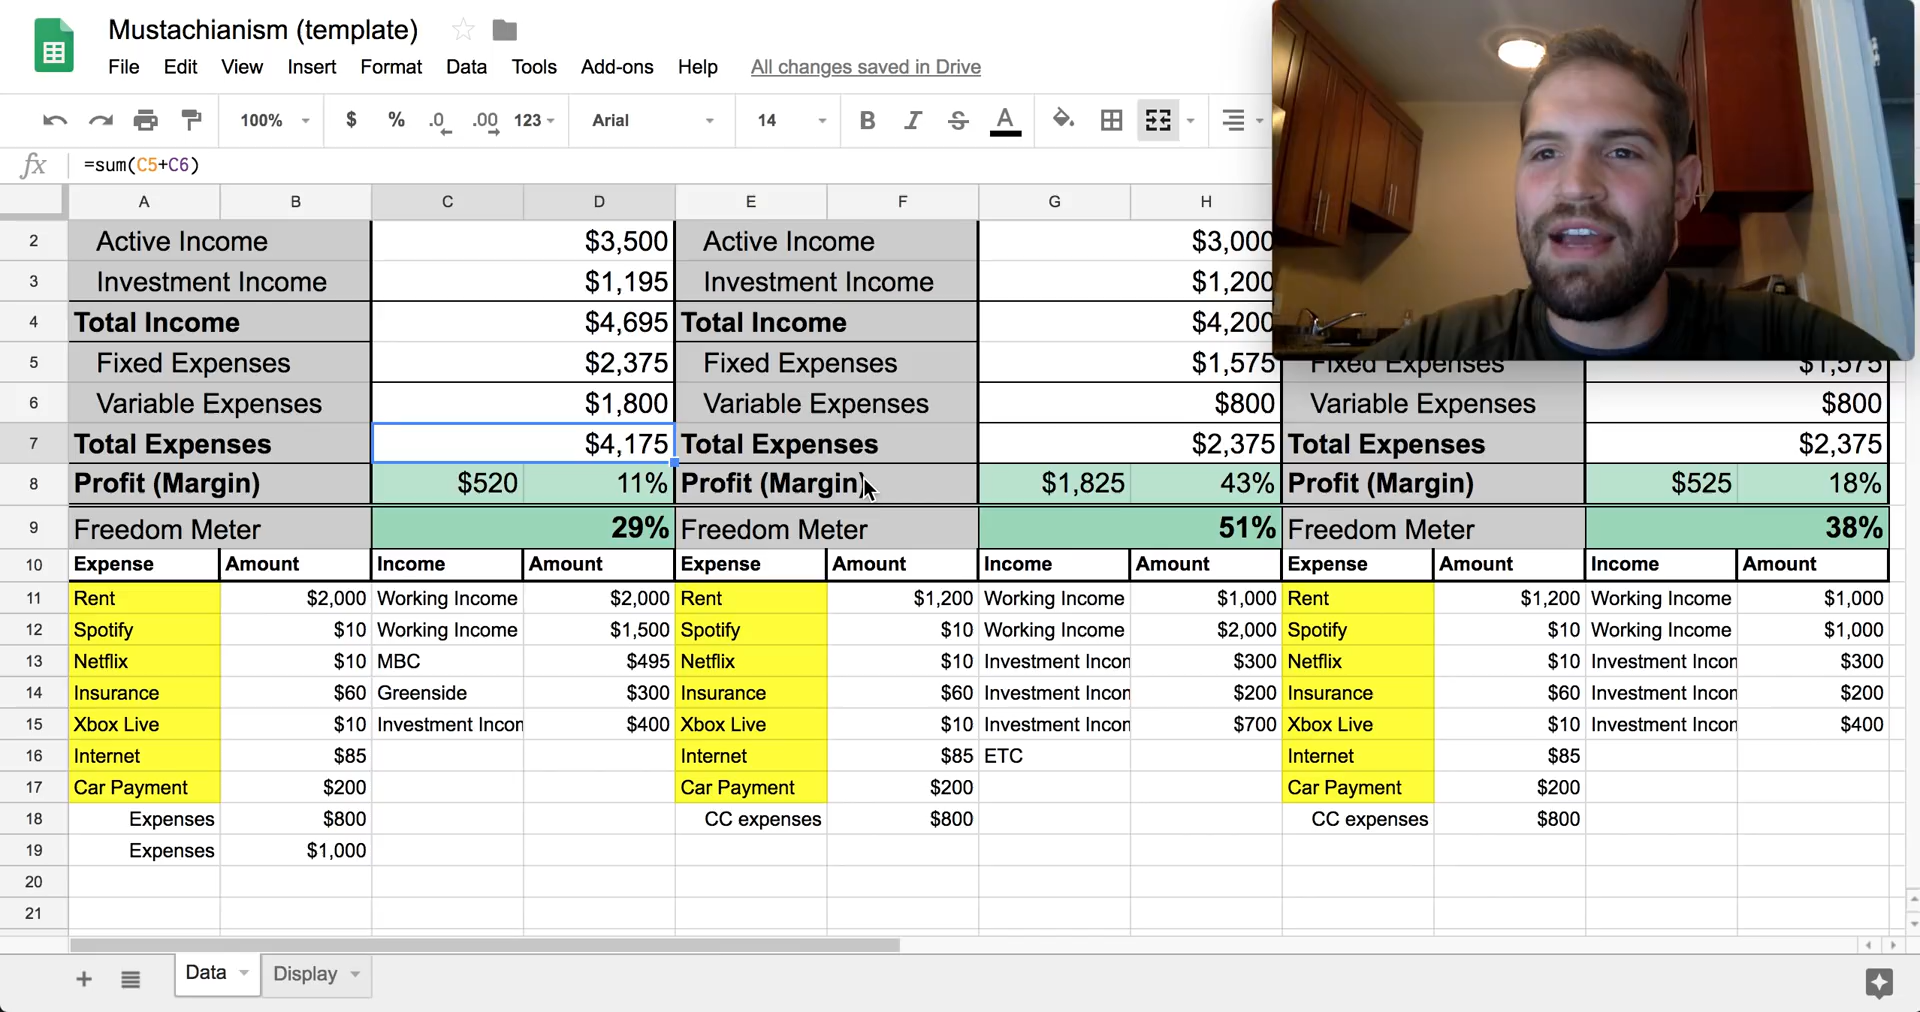 Mustachianism (template)
File Edit View Insert Format Data Tools Add-ons Help All changes saved in Drive
100% $ % .0 .00 123 Arial 14 B I S A
fx =sum(C5+C6)
A B C D E F G H
2 Active Income $3,500 Active Income $3,000
3 Investment Income $1,195 Investment Income $1,200
4 Total Income $4,695 Total Income $4,200
5 Fixed Expenses $2,375 Fixed Expenses $1,575 Fixed Expenses $1,575
6 Variable Expenses $1,800 Variable Expenses $800 Variable Expenses $800
7 Total Expenses $4,175 Total Expenses $2,375 Total Expenses $2,375
8 Profit (Margin) $520 11% Profit (Margin) $1,825 43% Profit (Margin) $525 18%
9 Freedom Meter 29% Freedom Meter 51% Freedom Meter 38%
10 Expense Amount Income Amount Expense Amount Income Amount Expense Amount Income Amount
11 Rent $2,000 Working Income $2,000 Rent $1,200 Working Income $1,000 Rent $1,200 Working Income $1,000
12 Spotify $10 Working Income $1,500 Spotify $10 Working Income $2,000 Spotify $10 Working Income $1,000
13 Netflix $10 MBC $495 Netflix $10 Investment Incon $300 Netflix $10 Investment Incon $300
14 Insurance $60 Greenside $300 Insurance $60 Investment Incon $200 Insurance $60 Investment Incon $200
15 Xbox Live $10 Investment Incon $400 Xbox Live $10 Investment Incon $700 Xbox Live $10 Investment Incon $400
16 Internet $85 Internet $85 ETC Internet $85
17 Car Payment $200 Car Payment $200 Car Payment $200
18 Expenses $800 CC expenses $800 CC expenses $800
19 Expenses $1,000
20
21
Data Display